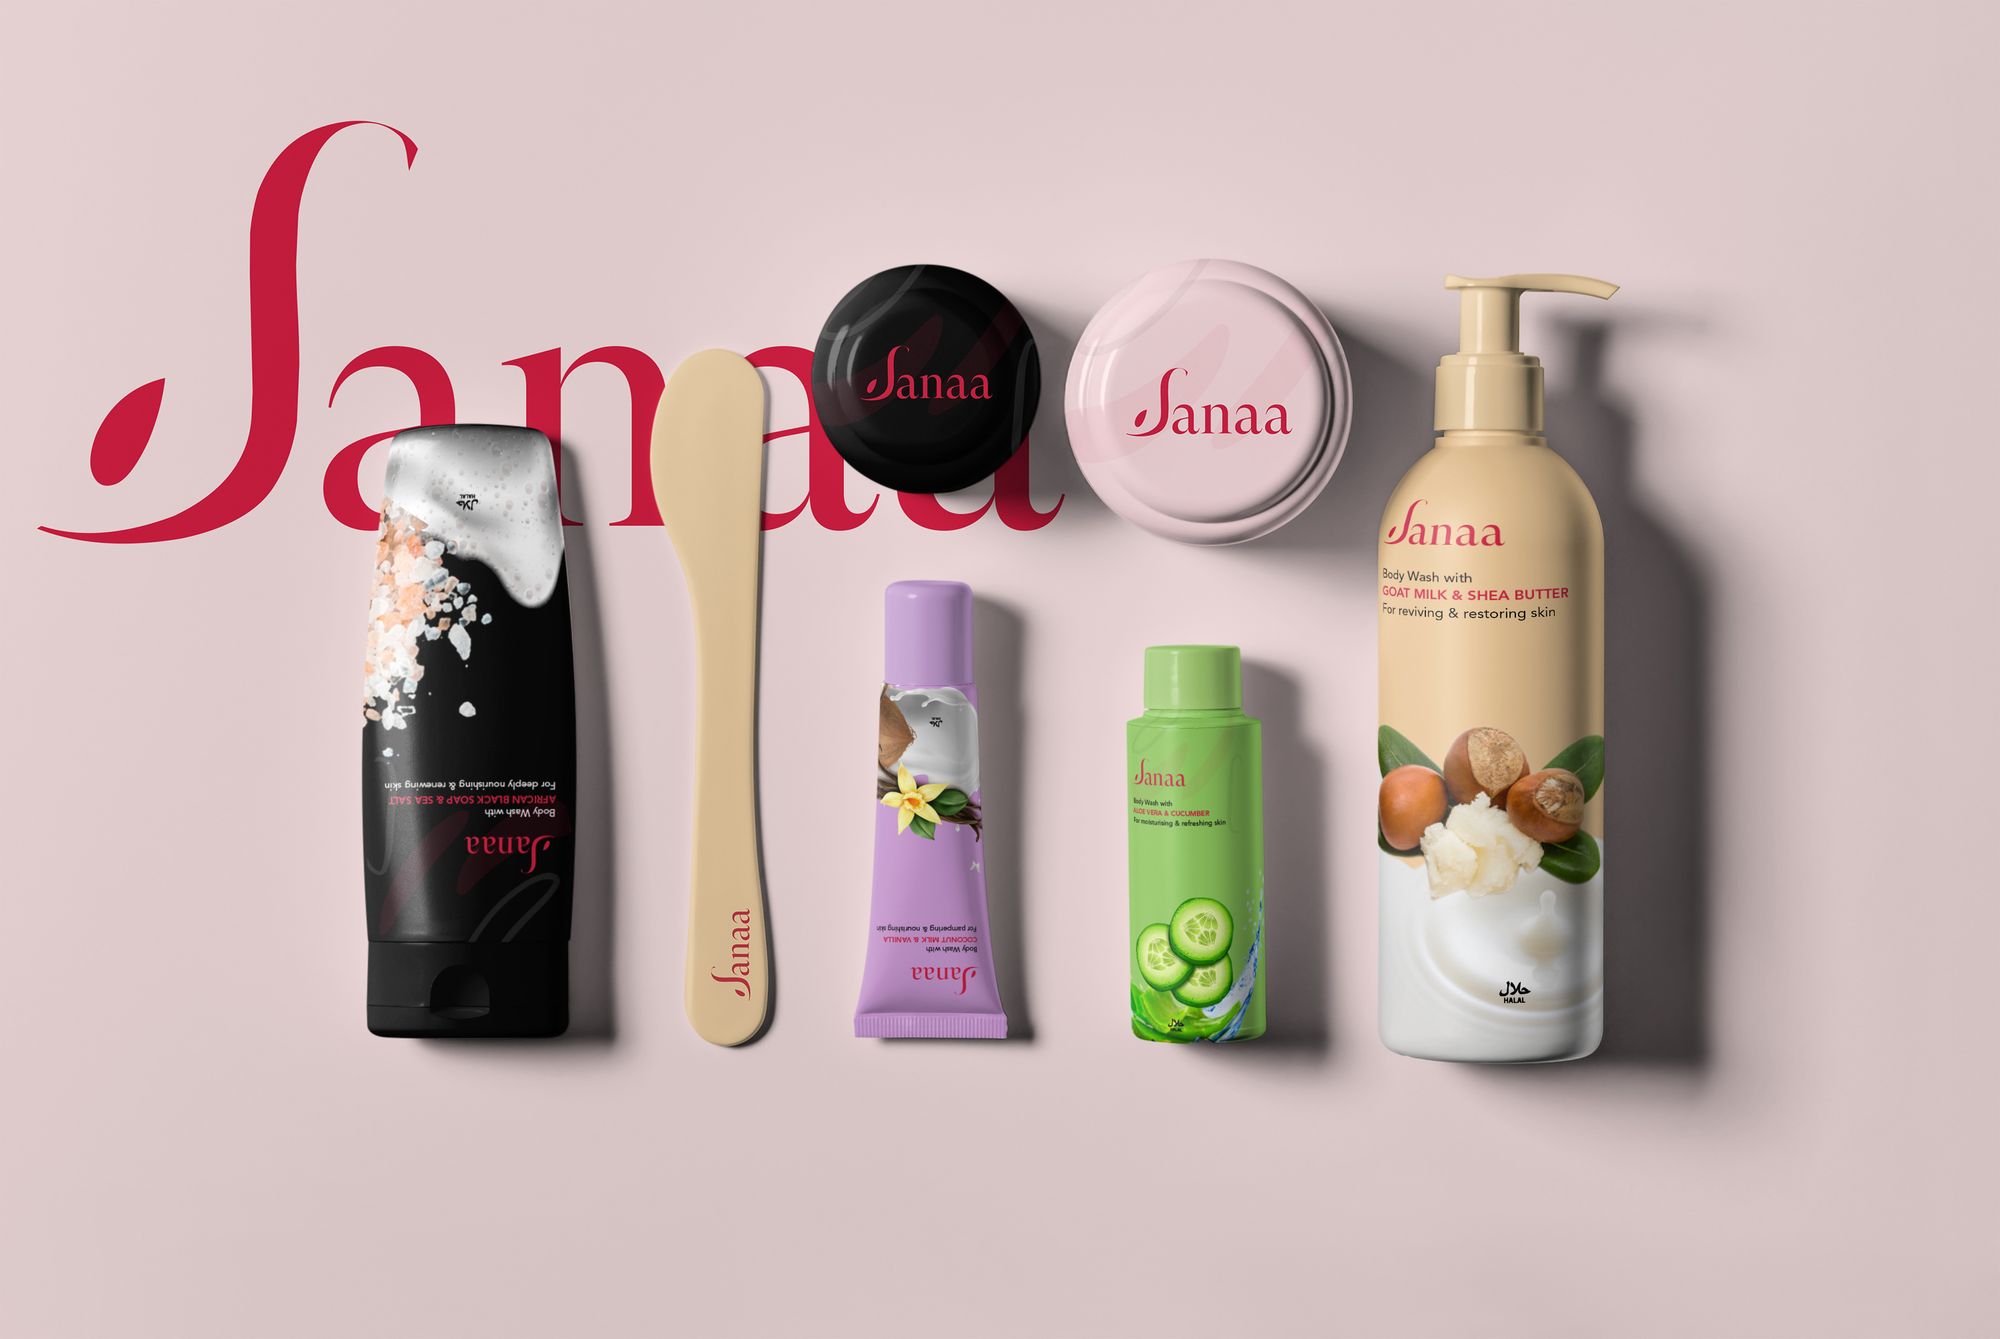 Sanaa
Sanaa
Sanaa
حلال
HALAL
For deeply nourishing & renewing skin
AFRICAN BLACK SOAP & SEA SALT
Body Wash with
Sanaa
Sanaa
حلال
HALAL
For pampering & nourishing skin
COCONUT MILK & VANILLA
Body Wash with
Sanaa
Sanaa
Body Wash with
ALOE VERA & CUCUMBER
For moisturising & refreshing skin
حلال
HALAL
Sanaa
Body Wash with
GOAT MILK & SHEA BUTTER
For reviving & restoring skin
حلال
HALAL